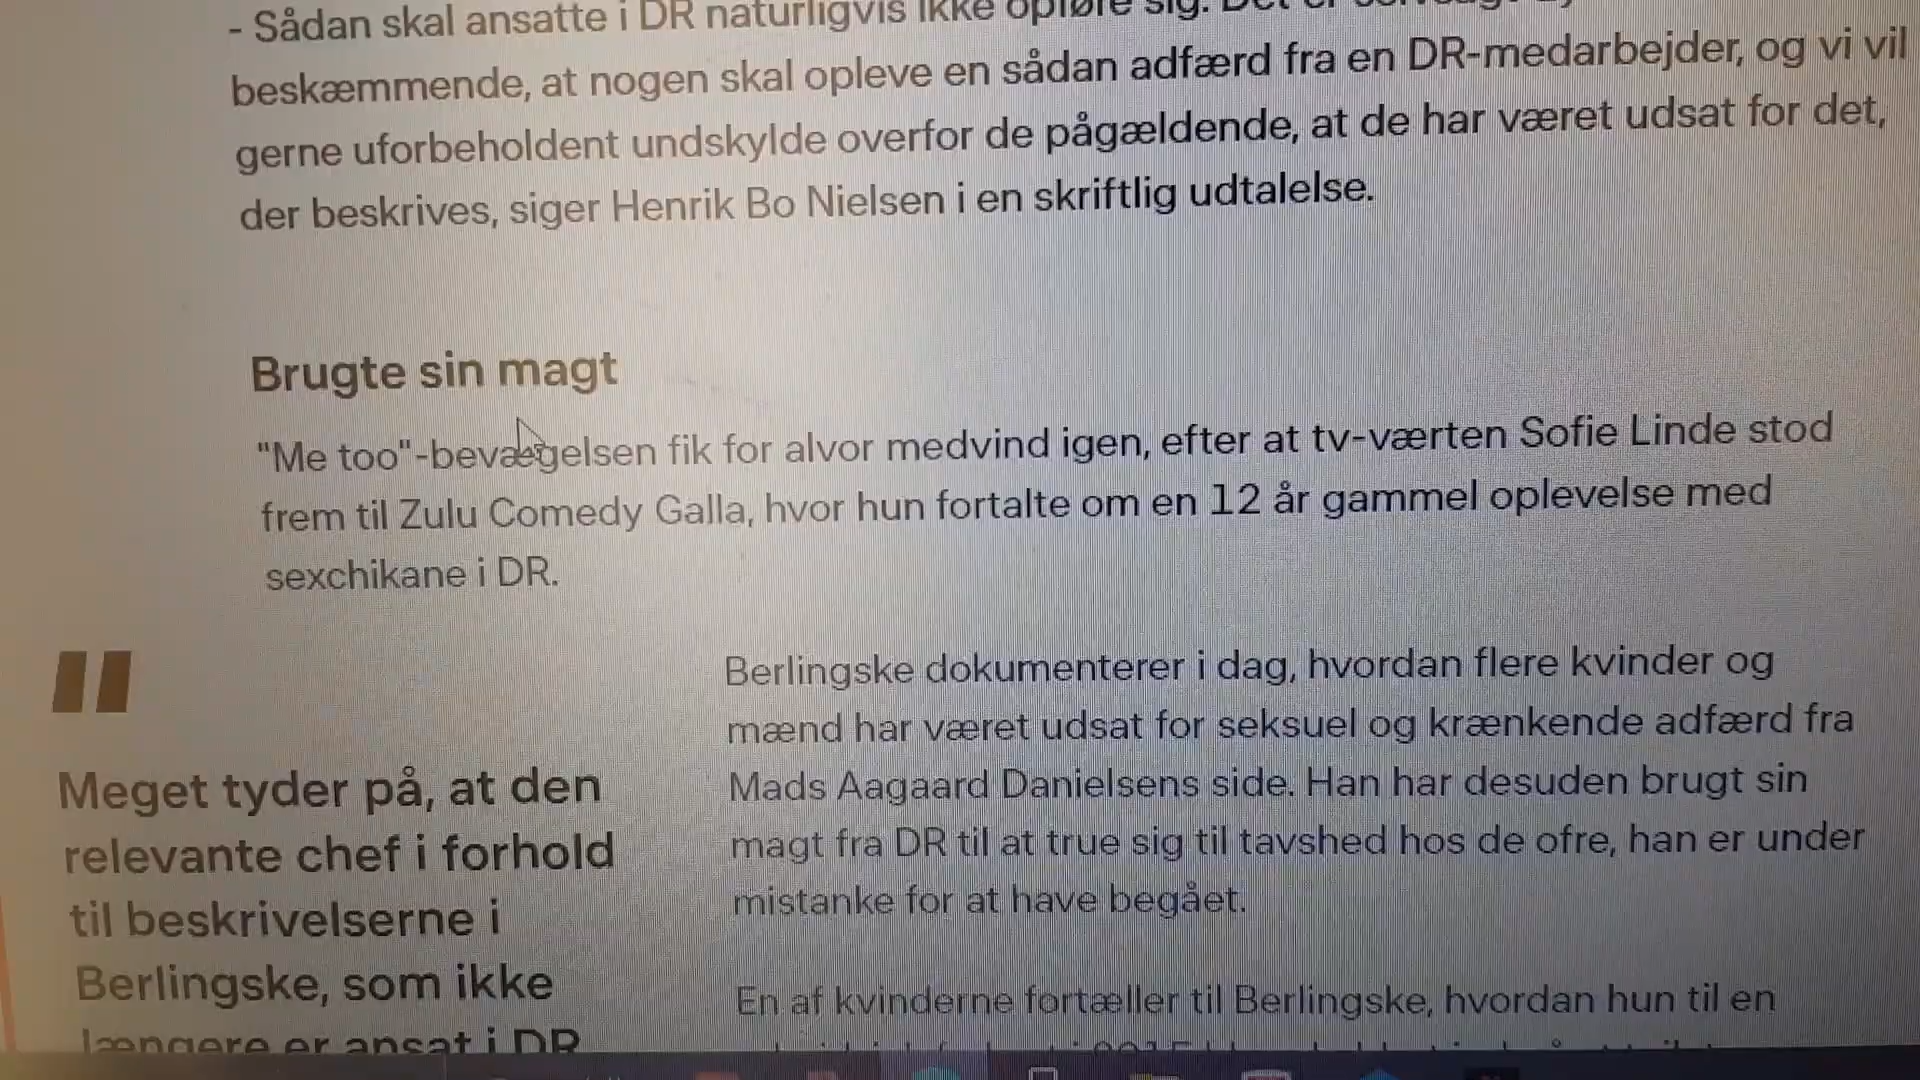 - Sådan skal ansatte i DR naturligvis ikke opføre sig. Det er
beskæmmende, at nogen skal opleve en sådan adfærd fra en DR-medarbejder, og vi vil
gerne uforbeholdent undskylde overfor de pågældende, at de har været udsat for det,
der beskrives, siger Henrik Bo Nielsen i en skriftlig udtalelse.
Brugte sin magt
"Me too"-bevægelsen fik for alvor medvind igen, efter at tv-værten Sofie Linde stod
frem til Zulu Comedy Galla, hvor hun fortalte om en 12 år gammel oplevelse med
sexchikane i DR.
Meget tyder på, at den
relevante chef i forhold
til beskrivelserne i
Berlingske, som ikke
længere er ansat i DR
Berlingske dokumenterer i dag, hvordan flere kvinder og
mænd har været udsat for seksuel og krænkende adfærd fra
Mads Aagaard Danielsens side. Han har desuden brugt sin
magt fra DR til at true sig til tavshed hos de ofre, han er under
mistanke for at have begået.
En af kvinderne fortæller til Berlingske, hvordan hun til en